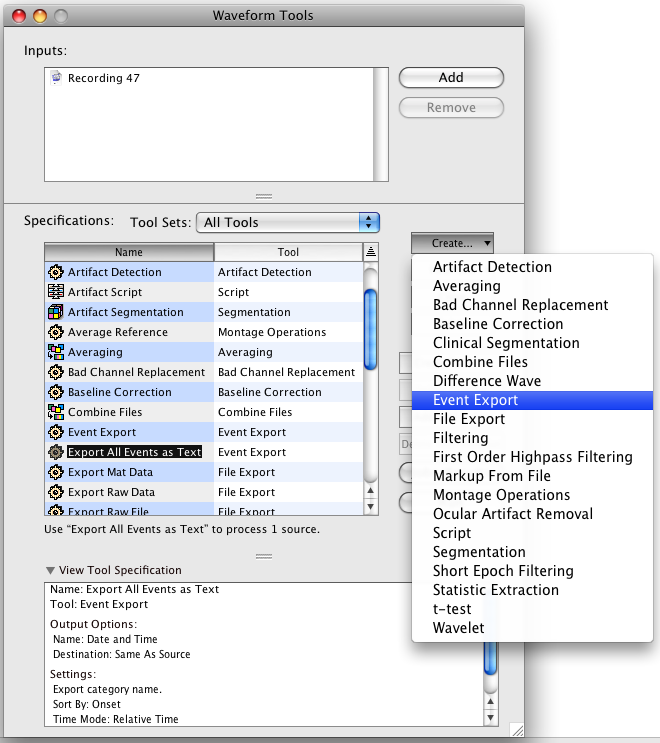 Waveform Tools
Inputs:
Recording 47
Add
Remove
Specifications:
Tool Sets: All Tools
Create...
Name Tool
Artifact Detection Artifact Detection
Artifact Script Script
Artifact Segmentation Segmentation
Average Reference Montage Operations
Averaging Averaging
Bad Channel Replacement Bad Channel Replacement
Baseline Correction Baseline Correction
Combine Files Combine Files
Event Export Event Export
Export All Events as Text Event Export
Export Mat Data File Export
Export Raw Data File Export
Export Raw File File Export
Artifact Detection
Averaging
Bad Channel Replacement
Baseline Correction
Clinical Segmentation
Combine Files
Difference Wave
Event Export
File Export
Filtering
First Order Highpass Filtering
Markup From File
Montage Operations
Ocular Artifact Removal
Script
Segmentation
Short Epoch Filtering
Statistic Extraction
t-test
Wavelet
Use “Export All Events as Text” to process 1 source.
View Tool Specification
Name: Export All Events as Text
Tool: Event Export
Output Options:
Name: Date and Time
Destination: Same As Source
Settings:
Export category name.
Sort By: Onset
Time Mode: Relative Time